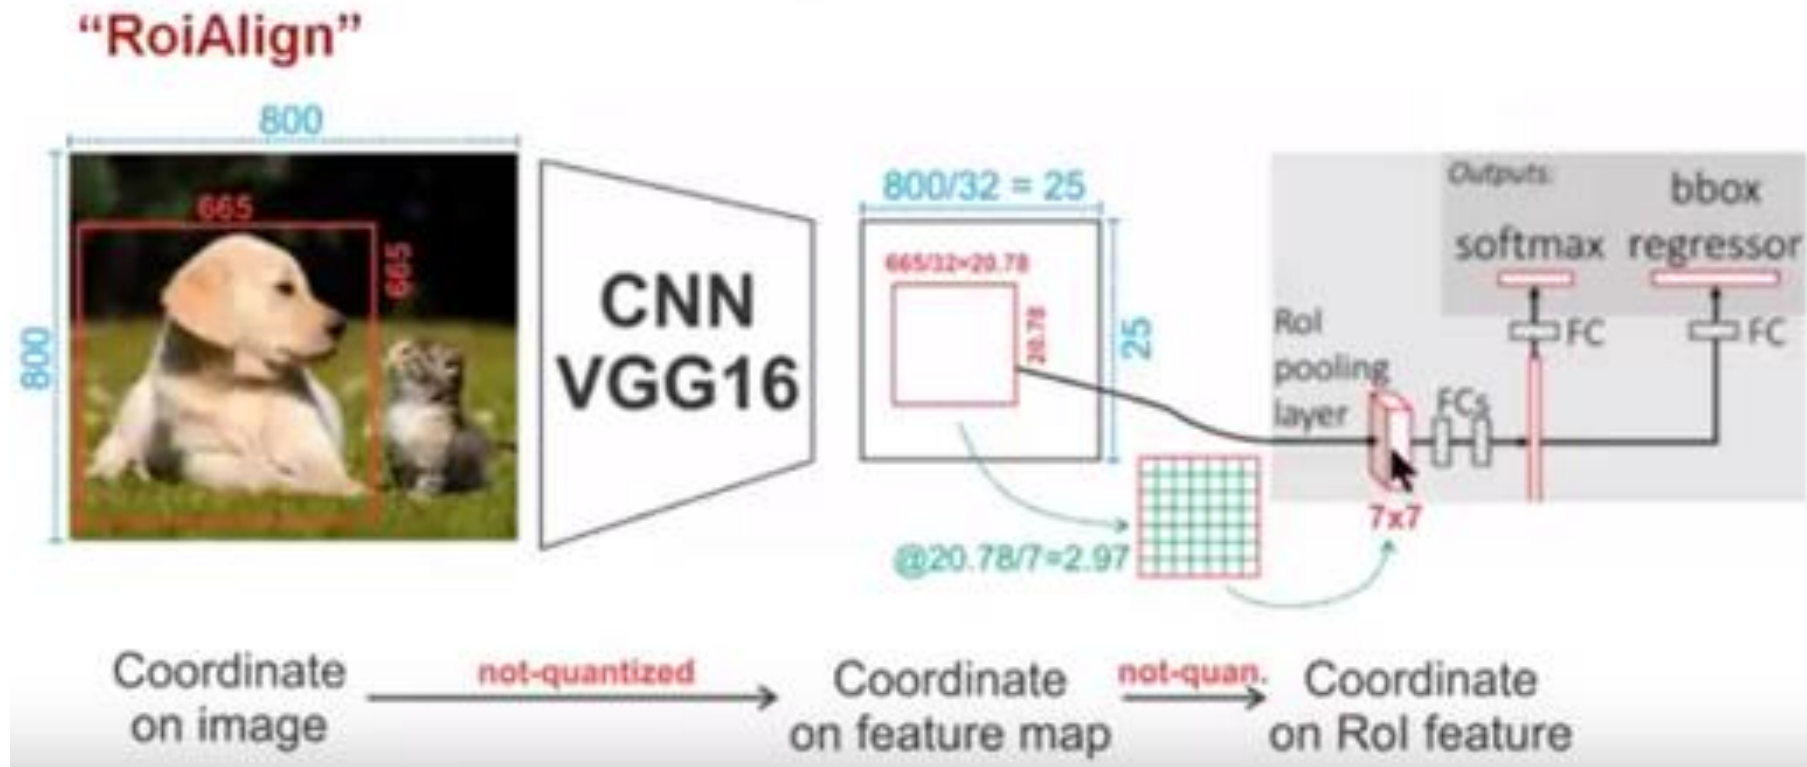 “RoiAlign”
800
800
665
665
CNN
VGG16
800/32 = 25
25
665/32=20.78
20.78
@20.78/7=2.97
Outputs:
softmax
bbox
regressor
FC
FC
RoI
pooling
layer
FCs
7x7
Coordinate
on image
not-quantized
Coordinate
on feature map
not-quan.
Coordinate
on RoI feature